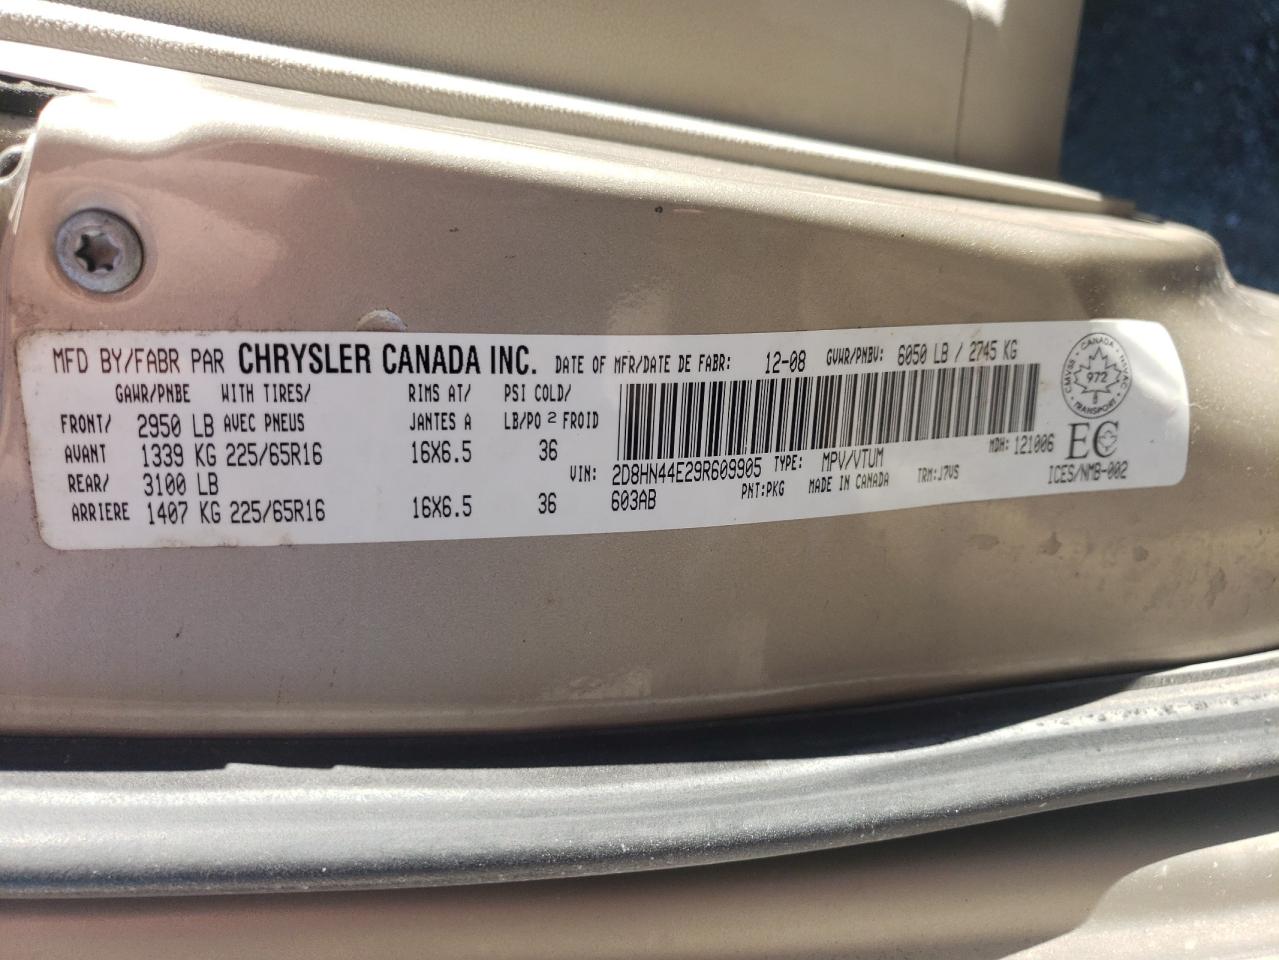 MFD BY/FABR PAR CHRYSLER CANADA INC. DATE OF MFR/DATE DE FABR: 12-08 GVWR/PNBV: 6050 LB / 2745 KG
GAWR/PNBE WITH TIRES/ RIMS AT/ PSI COLD/
FRONT/ 2950 LB AVEC PNEUS JANTES A LB/PO 2 FROID
AVANT 1339 KG 225/65R16 16X6.5 36
REAR/ 3100 LB
ARRIERE 1407 KG 225/65R16 16X6.5 36
MDH: 121006
VIN: 2D8HN44E29R609905 TYPE: MPV/VTUM TRM:J7VS
603AB PNT:PKG MADE IN CANADA
CANADA
972
TRANSPORT
EC
ICES/NMB-002